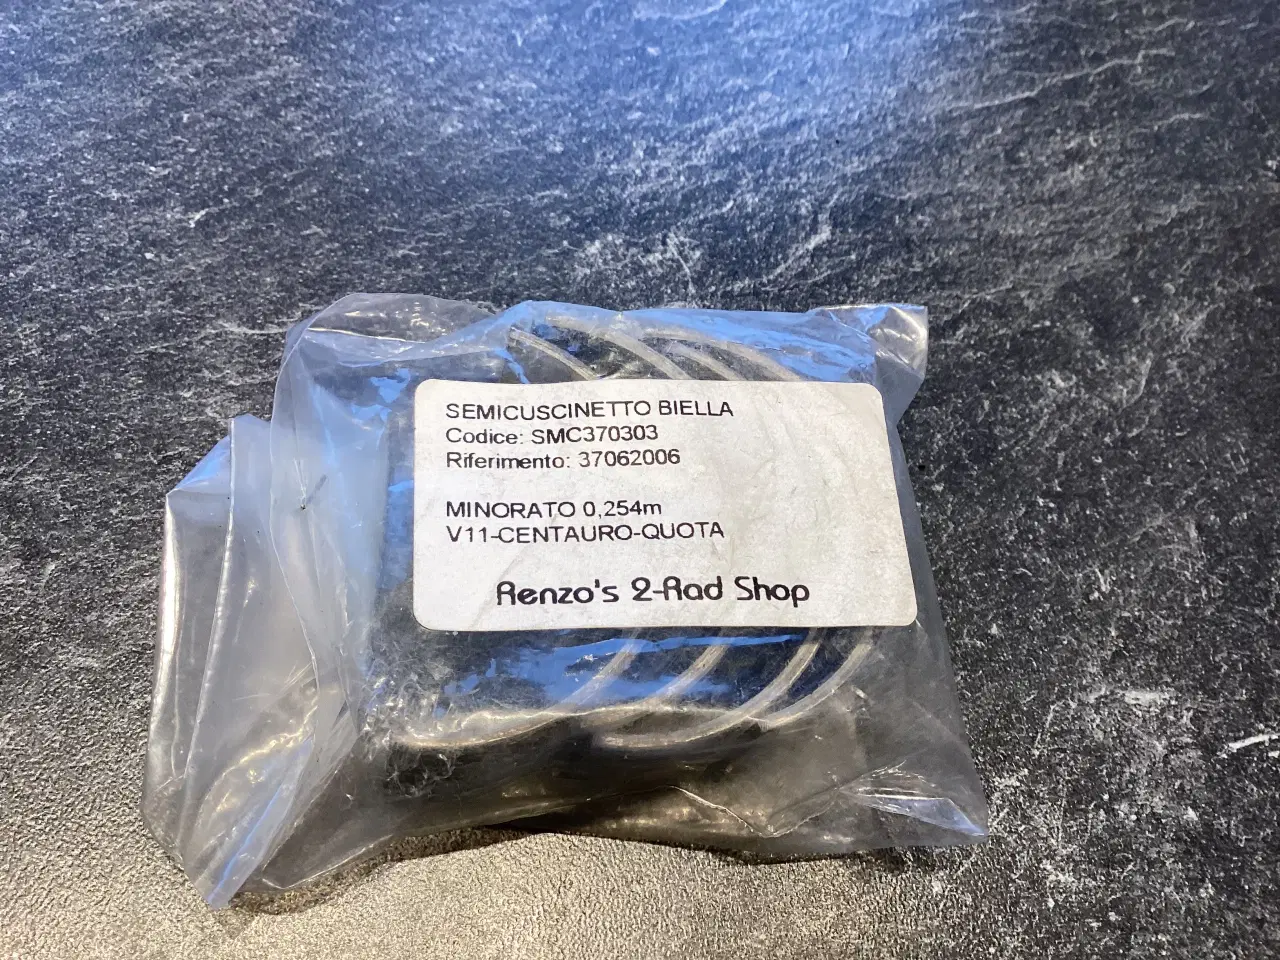 SEMICUSCINETTO BIELLA
Codice: SMC370303
Riferimento: 37062006
MINORATO 0,254m
V11-CENTAURO-QUOTA
Renzo's 2-Rad Shop